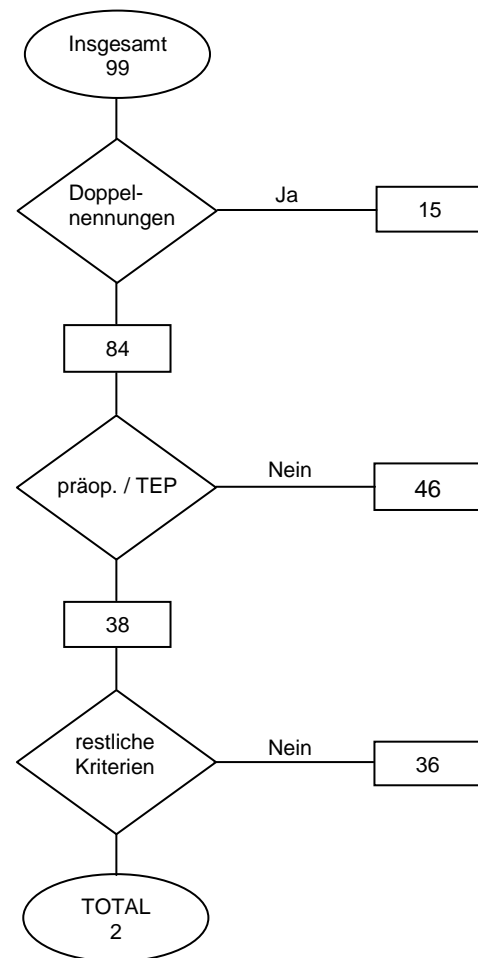 Insgesamt
99
Doppel-
nennungen
Ja
15
84
präop. / TEP
Nein
46
38
restliche
Kriterien
Nein
36
TOTAL
2